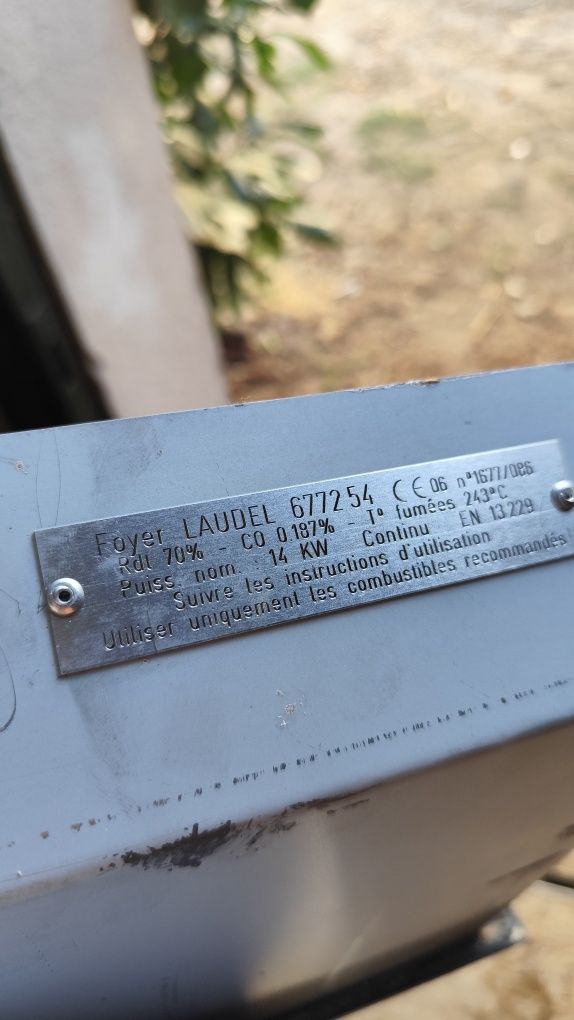 Foyer LAUDEL 677254 CE 06 n°1677/086
Rdt 70% - CO 0.187% - T° fumées 243°C
Puiss. nom. : 14 KW Continu EN 13229
Suivre les instructions d'utilisation
Utiliser uniquement les combustibles recommandés